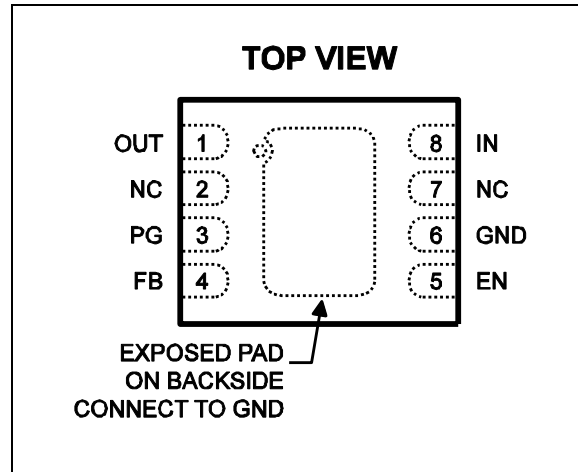 TOP VIEW
OUT 1 8 IN
NC 2 7 NC
PG 3 6 GND
FB 4 5 EN
EXPOSED PAD
ON BACKSIDE
CONNECT TO GND